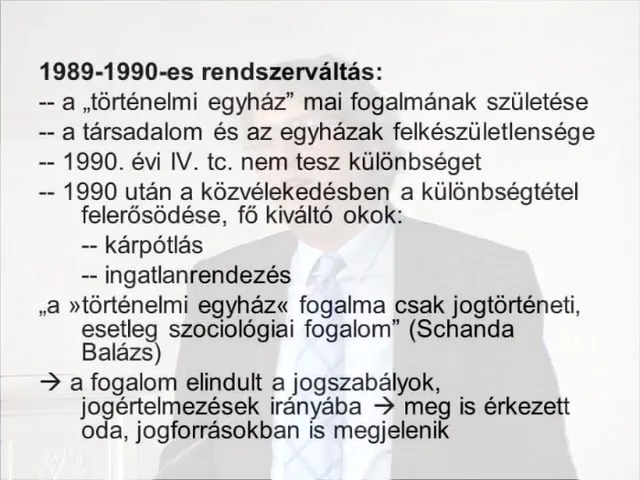 1989-1990-es rendszerváltás:
-- a „történelmi egyház” mai fogalmának születése
-- a társadalom és az egyházak felkészületlensége
-- 1990. évi IV. tc. nem tesz különbséget
-- 1990 után a közvélekedésben a különbségtétel
felerősödése, fő kiváltó okok:
-- kárpótlás
-- ingatlanrendezés
„a »történelmi egyház« fogalma csak jogtörténeti,
esetleg szociológiai fogalom” (Schanda
Balázs)
→ a fogalom elindult a jogszabályok,
jogértelmezések irányába → meg is érkezett
oda, jogforrásokban is megjelenik